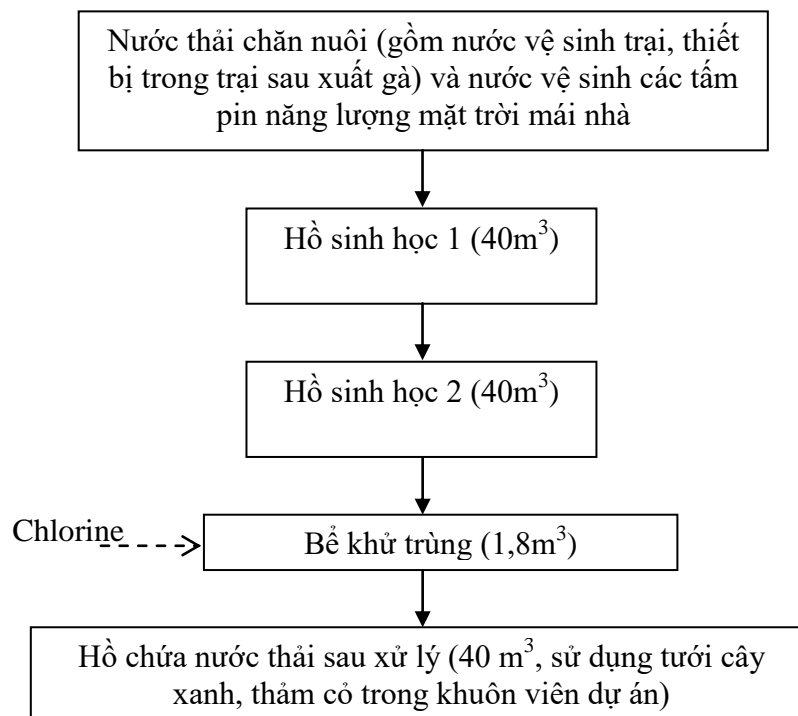 Nước thải chăn nuôi (gồm nước vệ sinh trại, thiết
bị trong trại sau xuất gà) và nước vệ sinh các tấm
pin năng lượng mặt trời mái nhà
Hồ sinh học 1 (40m³)
Hồ sinh học 2 (40m³)
Chlorine
Bể khử trùng (1,8m³)
Hồ chứa nước thải sau xử lý (40 m³, sử dụng tưới cây
xanh, thảm cỏ trong khuôn viên dự án)